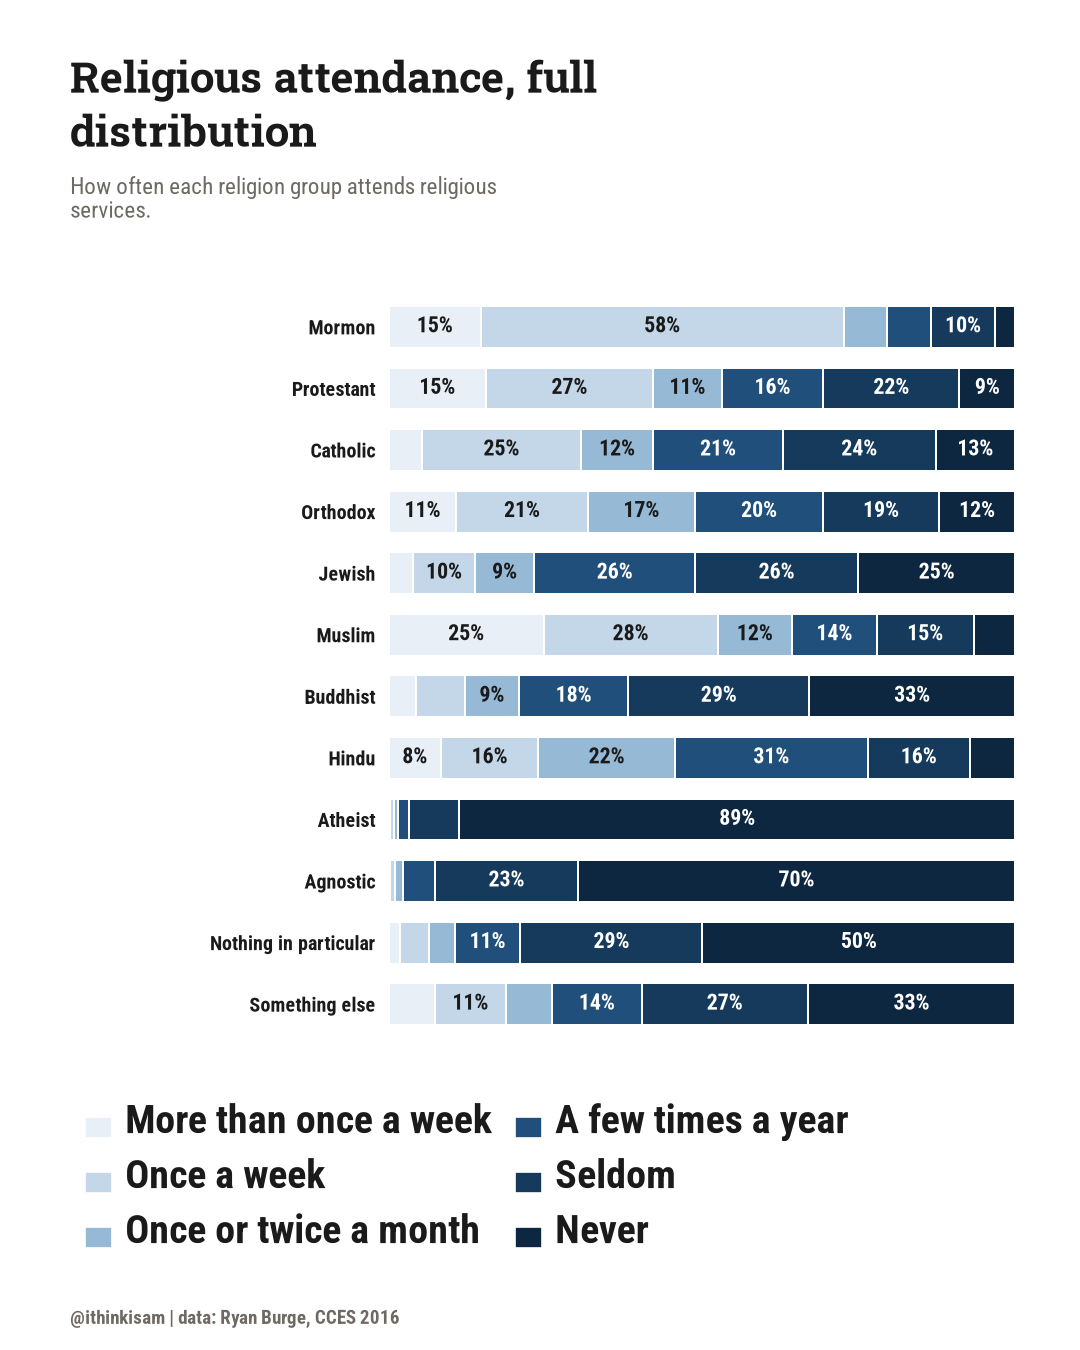 Religious attendance, full
distribution
How often each religion group attends religious
services.
Mormon 15% 58% 10%
Protestant 15% 27% 11% 16% 22% 9%
Catholic 25% 12% 21% 24% 13%
Orthodox 11% 21% 17% 20% 19% 12%
Jewish 10% 9% 26% 26% 25%
Muslim 25% 28% 12% 14% 15%
Buddhist 9% 18% 29% 33%
Hindu 8% 16% 22% 31% 16%
Atheist 89%
Agnostic 23% 70%
Nothing in particular 11% 29% 50%
Something else 11% 14% 27% 33%
More than once a week A few times a year
Once a week Seldom
Once or twice a month Never
@ithinkisam | data: Ryan Burge, CCES 2016